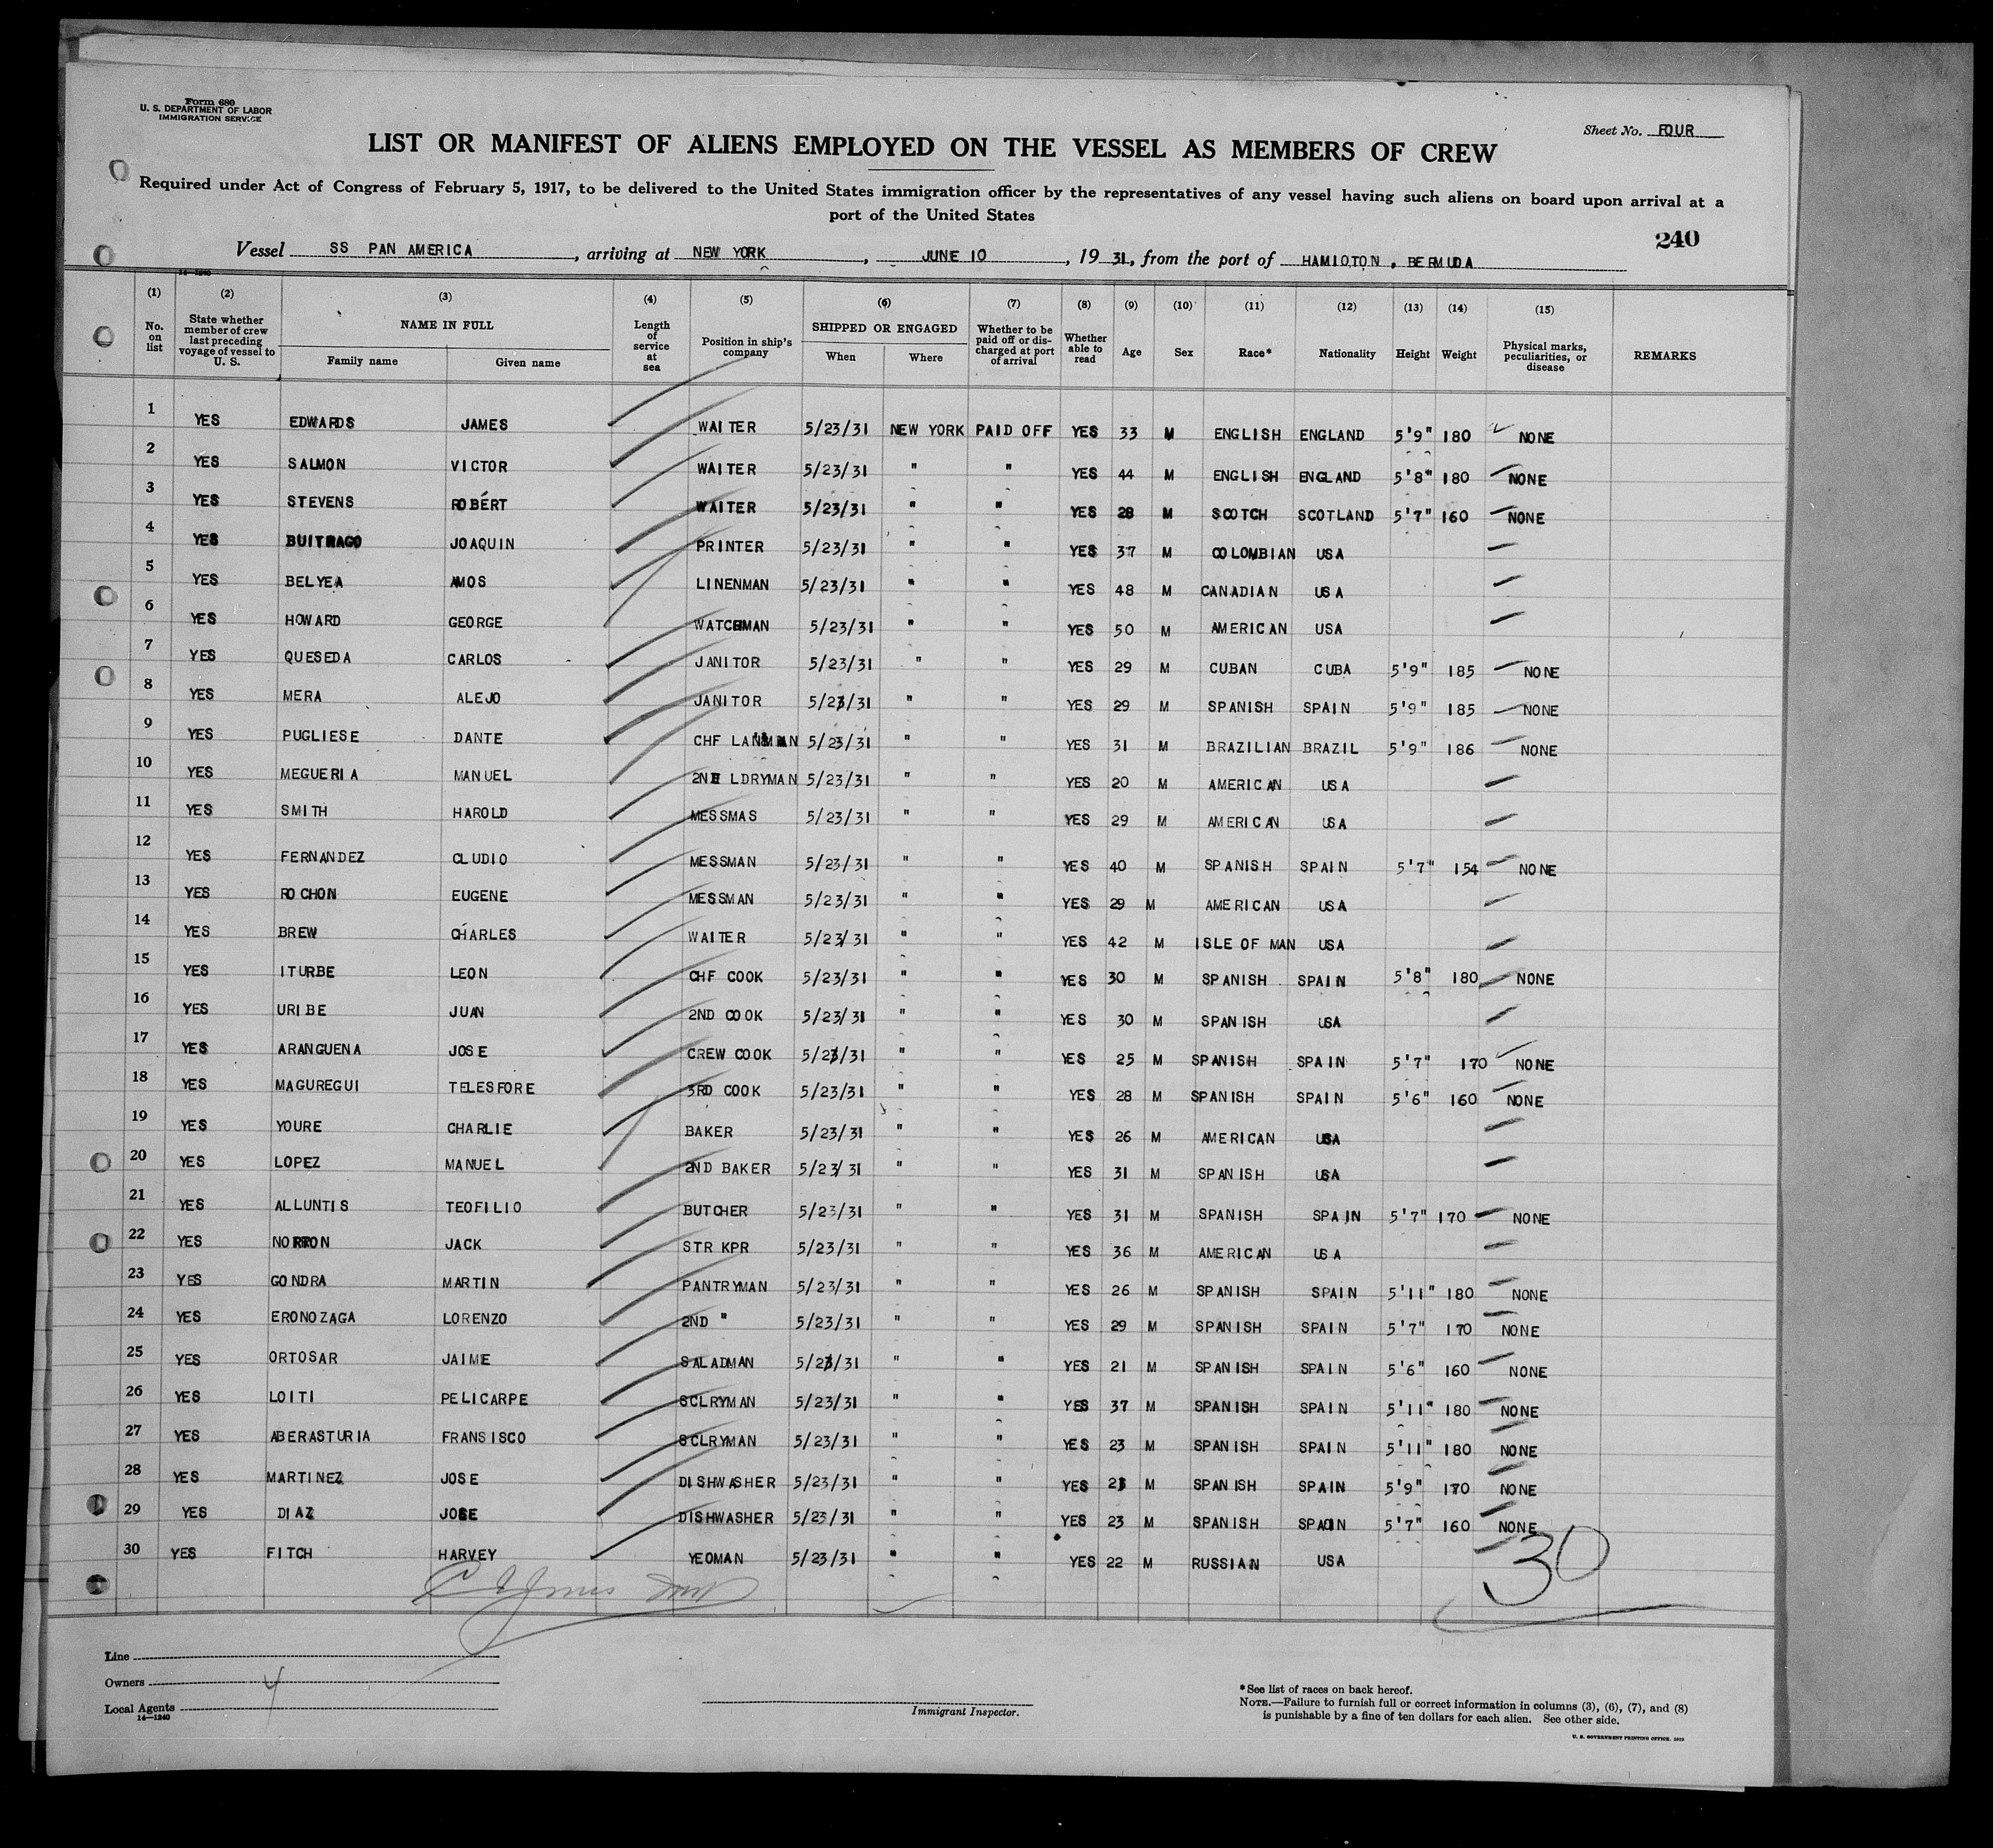 Form 680
U. S. DEPARTMENT OF LABOR
IMMIGRATION SERVICE
Sheet No. FOUR
LIST OR MANIFEST OF ALIENS EMPLOYED ON THE VESSEL AS MEMBERS OF CREW
Required under Act of Congress of February 5, 1917, to be delivered to the United States immigration officer by the representatives of any vessel having such aliens on board upon arrival at a
port of the United States
240
Vessel SS PAN AMERICA, arriving at NEW YORK, JUNE 10, 1931, from the port of HAMIOTON, BERMUDA
14—1240
(1) (2) (3) (4) (5) (6) (7) (8) (9) (10) (11) (12) (13) (14) (15)
No. on list State whether member of crew last preceding voyage of vessel to U. S. NAME IN FULL Family name Given name Length of service at sea Position in ship's company SHIPPED OR ENGAGED When Where Whether to be paid off or discharged at port of arrival Whether able to read Age Sex Race* Nationality Height Weight Physical marks, peculiarities, or disease REMARKS
1 YES EDWARDS JAMES WAITER 5/23/31 NEW YORK PAID OFF YES 33 M ENGLISH ENGLAND 5'9" 180 NONE
2 YES SALMON VICTOR WAITER 5/23/31 " " YES 44 M ENGLISH ENGLAND 5'8" 180 NONE
3 YES STEVENS ROBERT WAITER 5/23/31 " " YES 28 M SCOTCH SCOTLAND 5'7" 160 NONE
4 YES BUITRAGO JOAQUIN PRINTER 5/23/31 " " YES 37 M COLOMBIAN USA
5 YES BELYEA AMOS LINENMAN 5/23/31 " " YES 48 M CANADIAN USA
6 YES HOWARD GEORGE WATCHMAN 5/23/31 " " YES 50 M AMERICAN USA
7 YES QUESEDA CARLOS JANITOR 5/23/31 " " YES 29 M CUBAN CUBA 5'9" 185 NONE
8 YES MERA ALEJO JANITOR 5/23/31 " " YES 29 M SPANISH SPAIN 5'9" 185 NONE
9 YES PUGLIESE DANTE CHF 5/23/31 " " YES 31 M BRAZILIAN BRAZIL 5'9" 186 NONE
10 YES MEGUERIA MANUEL 2ND LDRYMAN 5/23/31 " " YES 20 M AMERICAN USA
11 YES SMITH HAROLD MESSMAS 5/23/31 " " YES 29 M AMERICAN USA
12 YES FERNANDEZ CLUDIO MESSMAN 5/23/31 " " YES 40 M SPANISH SPAIN 5'7" 154 NONE
13 YES ROCHON EUGENE MESSMAN 5/23/31 " " YES 29 M AMERICAN USA
14 YES BREW CHARLES WAITER 5/23/31 " " YES 42 M ISLE OF MAN USA
15 YES ITURBE LEON CHF COOK 5/23/31 " " YES 30 M SPANISH SPAIN 5'8" 180 NONE
16 YES URIBE JUAN 2ND COOK 5/23/31 " " YES 30 M SPANISH USA
17 YES ARANGUENA JOSE CREW COOK 5/23/31 " " YES 25 M SPANISH SPAIN 5'7" 170 NONE
18 YES MAGUREGUI TELESFORE 3RD COOK 5/23/31 " " YES 28 M SPANISH SPAIN 5'6" 160 NONE
19 YES YOURE CHARLIE BAKER 5/23/31 " " YES 26 M AMERICAN USA
20 YES LOPEZ MANUEL 2ND BAKER 5/23/31 " " YES 31 M SPANISH USA
21 YES ALLUNTIS TEOFILIO BUTCHER 5/23/31 " " YES 31 M SPANISH SPAIN 5'7" 170 NONE
22 YES NORTON JACK STR KPR 5/23/31 " " YES 36 M AMERICAN USA
23 YES GONDRA MARTIN PANTRYMAN 5/23/31 " " YES 26 M SPANISH SPAIN 5'11" 180 NONE
24 YES ERONOZAGA LORENZO 2ND " 5/23/31 " " YES 29 M SPANISH SPAIN 5'7" 170 NONE
25 YES ORTOSAR JAIME SALADMAN 5/23/31 " " YES 21 M SPANISH SPAIN 5'6" 160 NONE
26 YES LOITI PELICARPE SCLRYMAN 5/23/31 " " YES 37 M SPANISH SPAIN 5'11" 180 NONE
27 YES ABERASTURIA FRANSISCO SCLRYMAN 5/23/31 " " YES 23 M SPANISH SPAIN 5'11" 180 NONE
28 YES MARTINEZ JOSE DISHWASHER 5/23/31 " " YES 23 M SPANISH SPAIN 5'9" 170 NONE
29 YES DIAZ JOSE DISHWASHER 5/23/31 " " YES 23 M SPANISH SPAOIN 5'7" 160 NONE
30 YES FITCH HARVEY YEOMAN 5/23/31 " " YES 22 M RUSSIAN USA
30
Line
Owners
Local Agents
4
14—1240
Immigrant Inspector.
*See list of races on back hereof.
NOTE.—Failure to furnish full or correct information in columns (3), (6), (7), and (8)
is punishable by a fine of ten dollars for each alien. See other side.
U. S. GOVERNMENT PRINTING OFFICE.